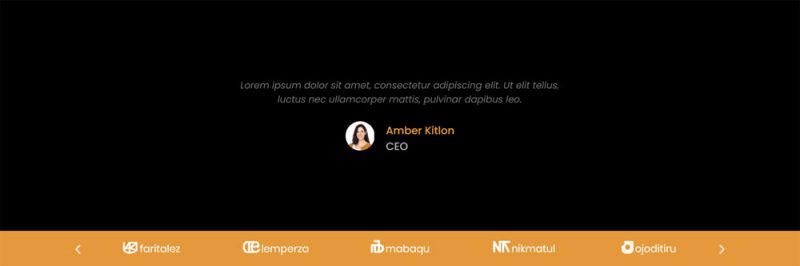 Lorem ipsum dolor sit amet, consectetur adipiscing elit. Ut elit tellus,
luctus nec ullamcorper mattis, pulvinar dapibus leo.
Amber Kitlon
CEO
faritalez lemperza mabaqu nikmatul ojoditiru